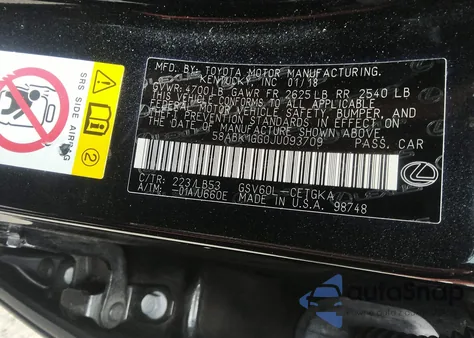 MFD. BY: TOYOTA MOTOR MANUFACTURING,
KENTUCKY, INC 01/18
GVWR: 4700LB GAWR FR 2625LB RR 2540 LB
THIS VEHICLE CONFORMS TO ALL APPLICABLE
FEDERAL MOTOR VEHICLE SAFETY, BUMPER, AND
THEFT PREVENTION STANDARDS IN EFFECT ON
THE DATE OF MANUFACTURE SHOWN ABOVE.
58ABK1GG0JU093709 PASS. CAR
C/TR: 223/LB53 GSV60L-CETGKA
A/TM: -01A/U660E MADE IN U.S.A. 98748
SRS SIDE AIRBAG
2
LEXUS
autoSnap